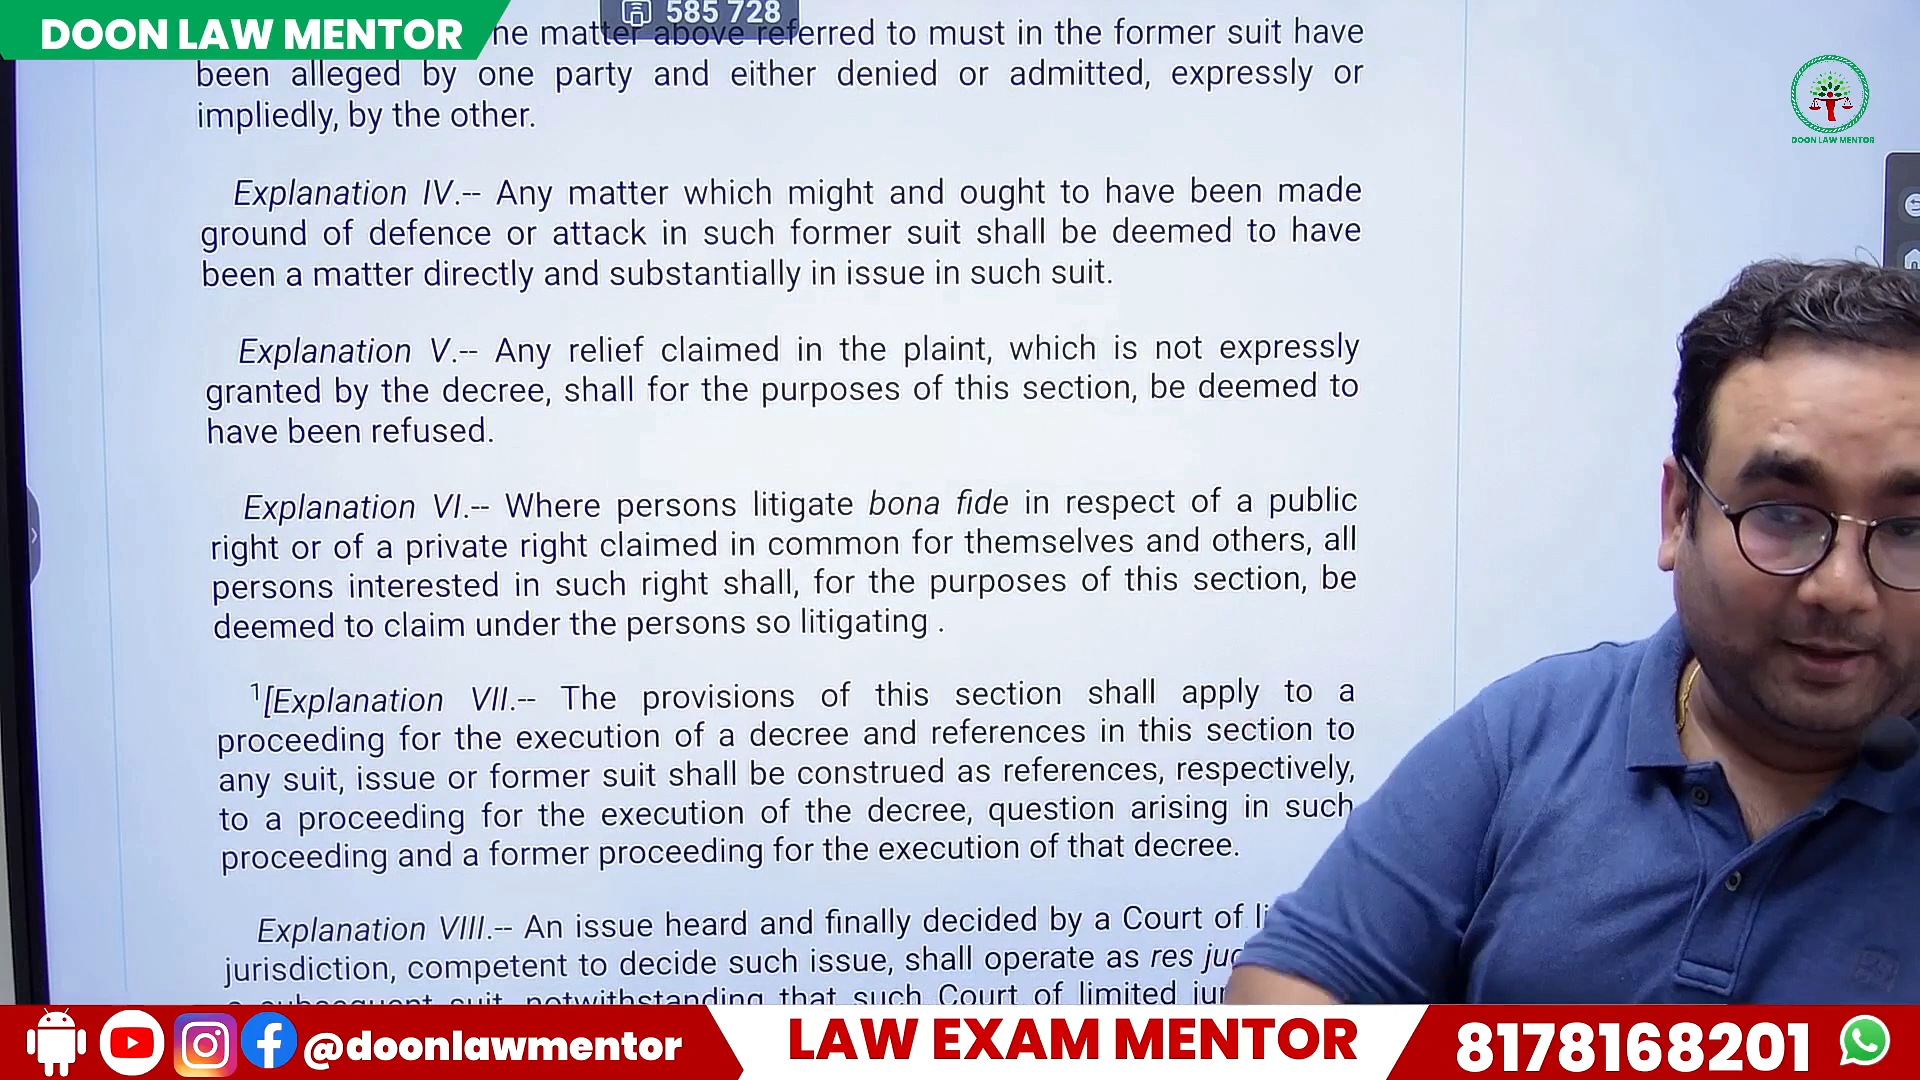 DOON LAW MENTOR
585 728
he matter above referred to must in the former suit have
been alleged by one party and either denied or admitted, expressly or
impliedly, by the other.
DOON LAW MENTOR
Explanation IV.-- Any matter which might and ought to have been made
ground of defence or attack in such former suit shall be deemed to have
been a matter directly and substantially in issue in such suit.
Explanation V.-- Any relief claimed in the plaint, which is not expressly
granted by the decree, shall for the purposes of this section, be deemed to
have been refused.
Explanation VI.-- Where persons litigate bona fide in respect of a public
right or of a private right claimed in common for themselves and others, all
persons interested in such right shall, for the purposes of this section, be
deemed to claim under the persons so litigating .
1[Explanation VII.-- The provisions of this section shall apply to a
proceeding for the execution of a decree and references in this section to
any suit, issue or former suit shall be construed as references, respectively,
to a proceeding for the execution of the decree, question arising in such
proceeding and a former proceeding for the execution of that decree.
Explanation VIII.-- An issue heard and finally decided by a Court of li
jurisdiction, competent to decide such issue, shall operate as res jud
a subsequent suit, notwithstanding that such Court of limited jur
@doonlawmentor
LAW EXAM MENTOR
8178168201